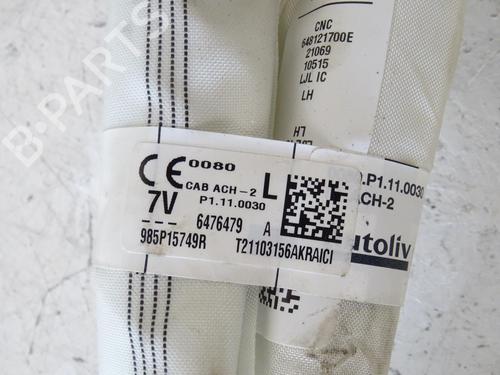 CNC
648121700E
21069
10515
LJL IC
LH
H7
CE 0080
CAB ACH-2 L
P1.11.0030
7V
--- 6476479 A
985P15749R T21103156AKRAICI
.P1.11.0030
ACH-2
utoliv
B